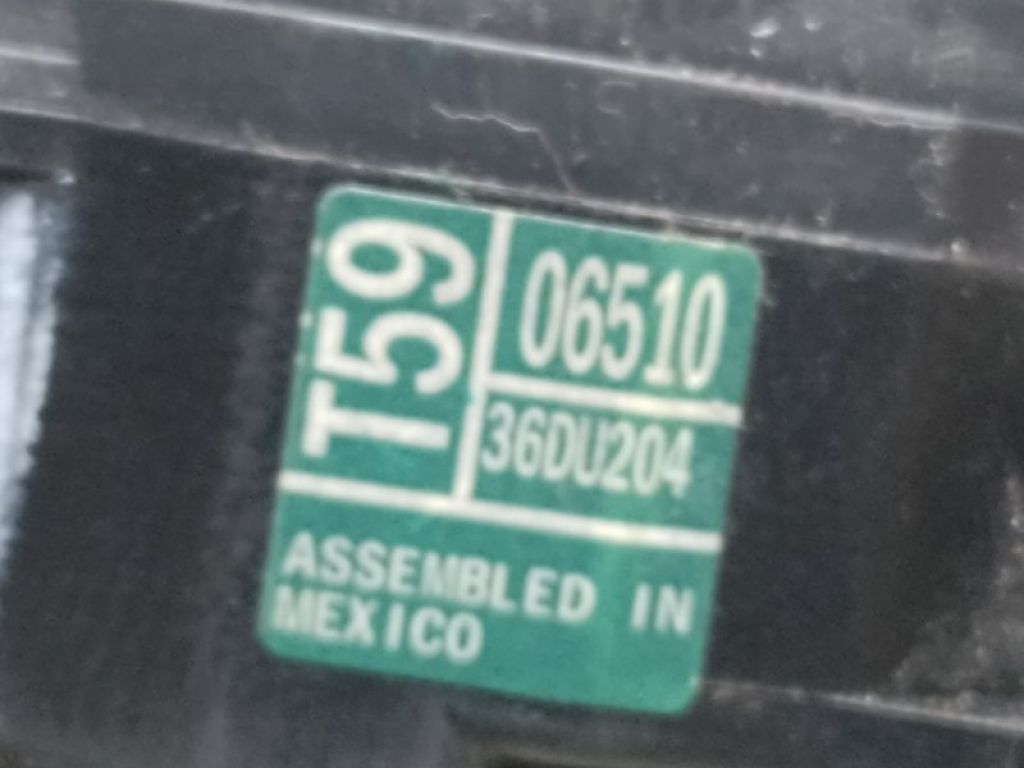 T59
06510
36DU204
ASSEMBLED IN
MEXICO